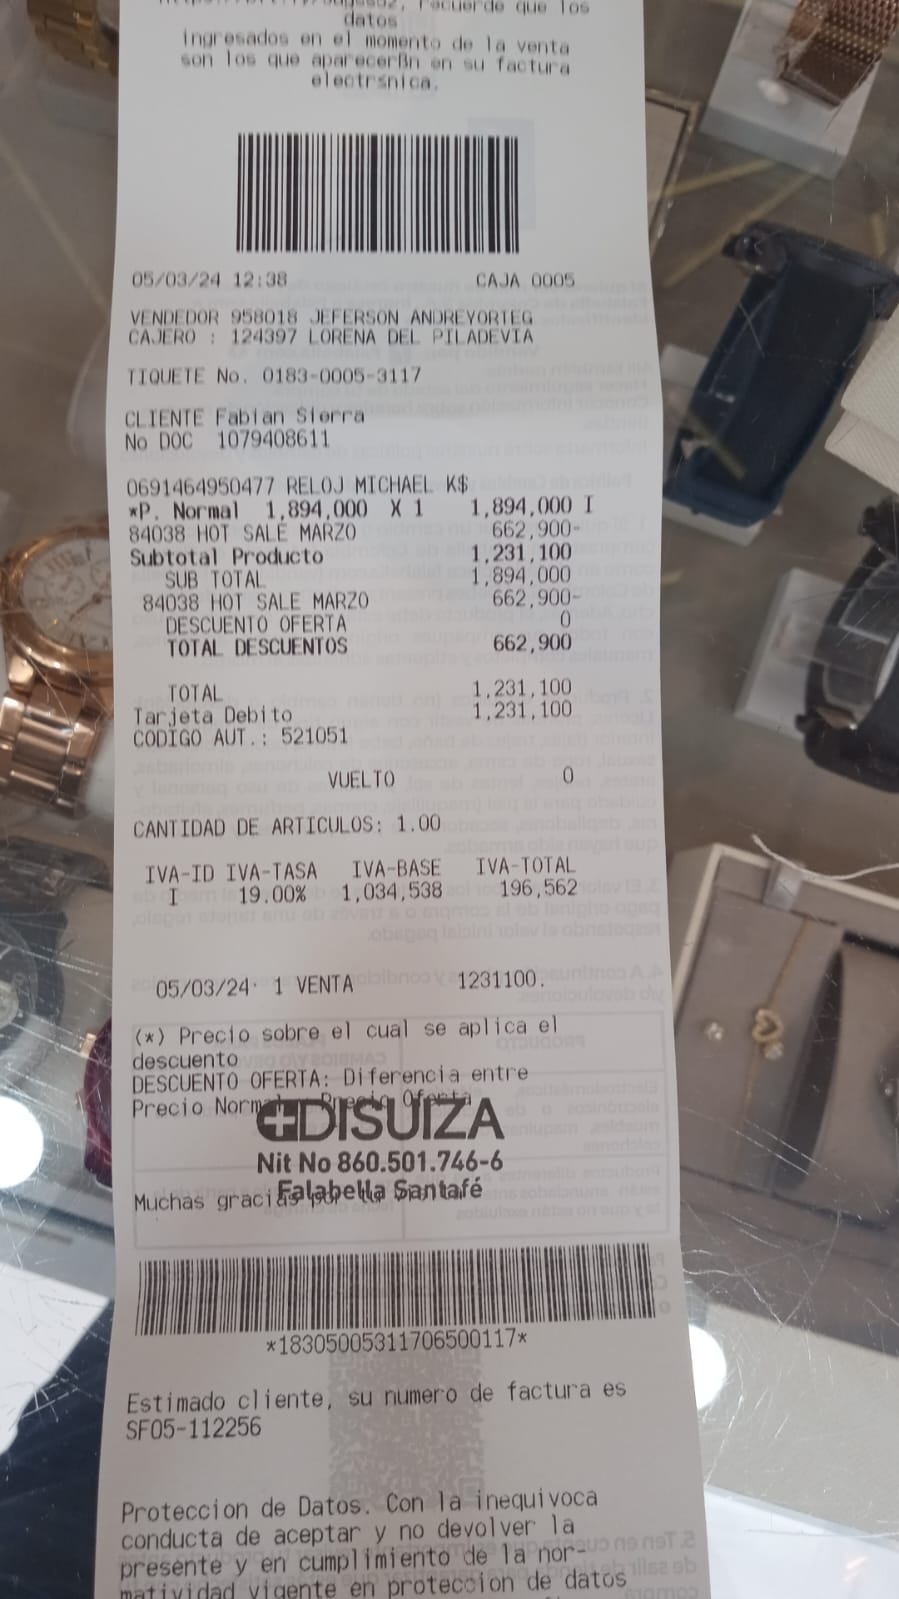 recuerde que los
datos
ingresados en el momento de la venta
son los que aparecerßn en su factura
electrsnica.
05/03/24 12:38 CAJA 0005
VENDEDOR 958018 JEFERSON ANDREYORTEG
CAJERO : 124397 LORENA DEL PILADEVIA
TIQUETE No. 0183-0005-3117
CLIENTE Fabian Sierra
No DOC 1079408611
0691464950477 RELOJ MICHAEL K$
*P. Normal 1,894,000 X 1 1,894,000 I
84038 HOT SALE MARZO 662,900-
Subtotal Producto 1,231,100
SUB TOTAL 1,894,000
84038 HOT SALE MARZO 662,900-
DESCUENTO OFERTA 0
TOTAL DESCUENTOS 662,900
TOTAL 1,231,100
Tarjeta Debito 1,231,100
CODIGO AUT.: 521051
VUELTO 0
CANTIDAD DE ARTICULOS: 1.00
IVA-ID IVA-TASA IVA-BASE IVA-TOTAL
I 19.00% 1,034,538 196,562
05/03/24 1 VENTA 1231100.
(*) Precio sobre el cual se aplica el
descuento
DESCUENTO OFERTA: Diferencia entre
Precio Normal Precio Oferta
DISUIZA
Nit No 860.501.746-6
Falabella Santafé
Muchas gracias
*183050053117065001​17*
Estimado cliente, su numero de factura es
SF05-112256
Proteccion de Datos. Con la inequivoca
conducta de aceptar y no devolver la
presente y en cumplimiento de la nor-
matividad vigente en proteccion de datos